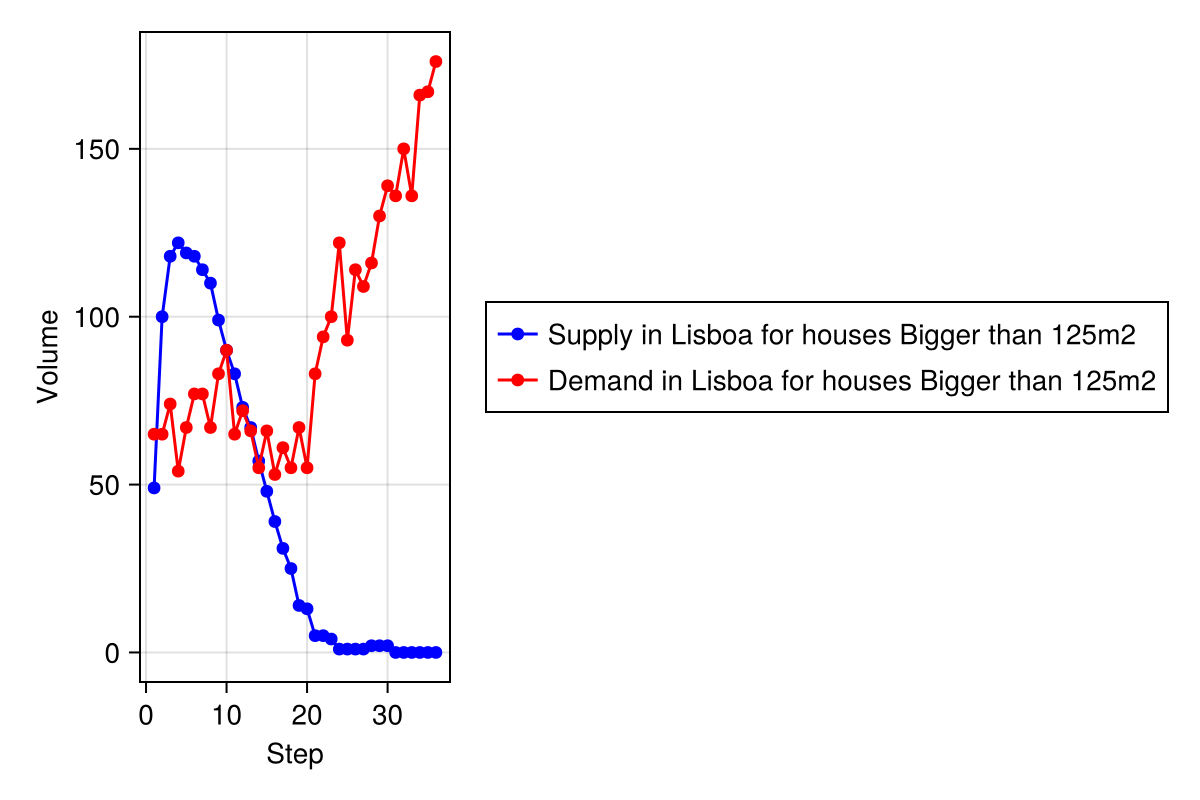 150
100
50
0
Volume
0 10 20 30
Step
Supply in Lisboa for houses Bigger than 125m2
Demand in Lisboa for houses Bigger than 125m2